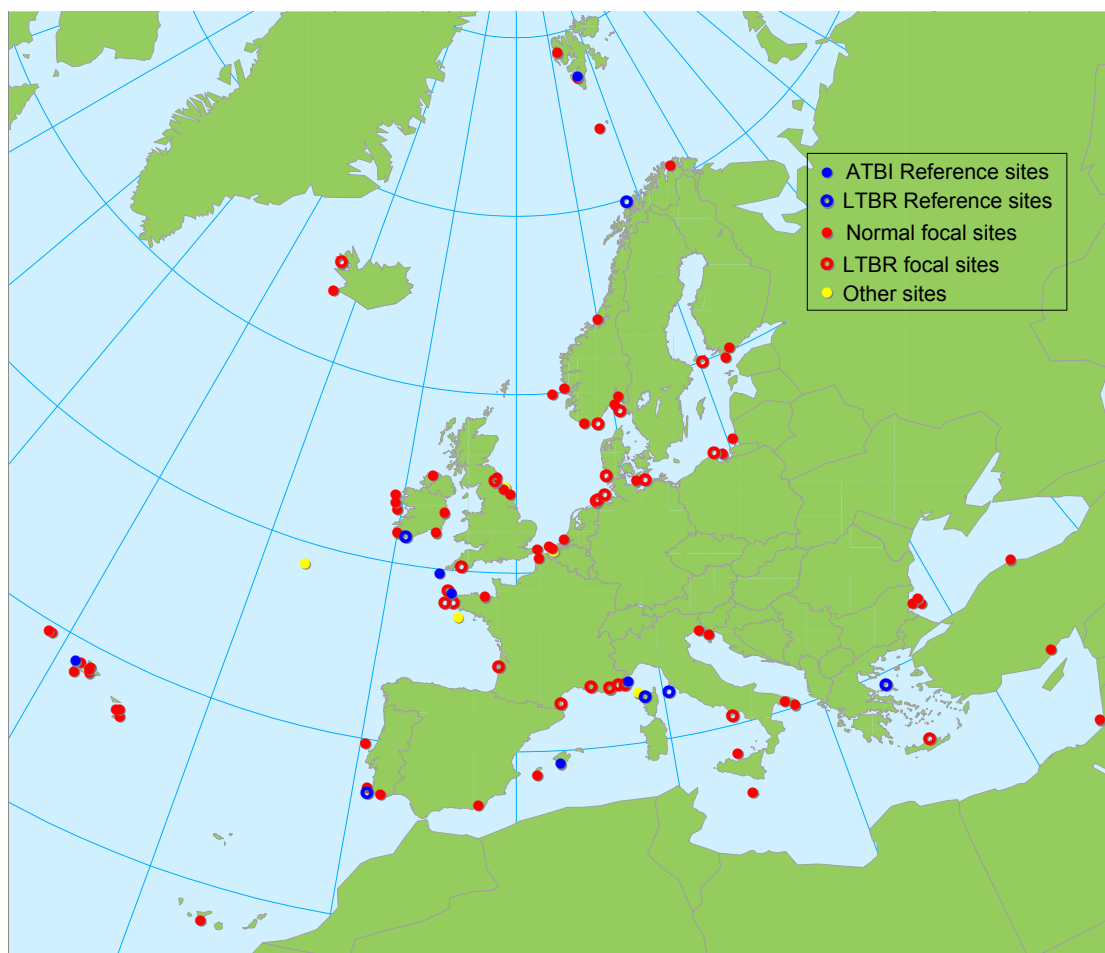 ATBI Reference sites
LTBR Reference sites
Normal focal sites
LTBR focal sites
Other sites